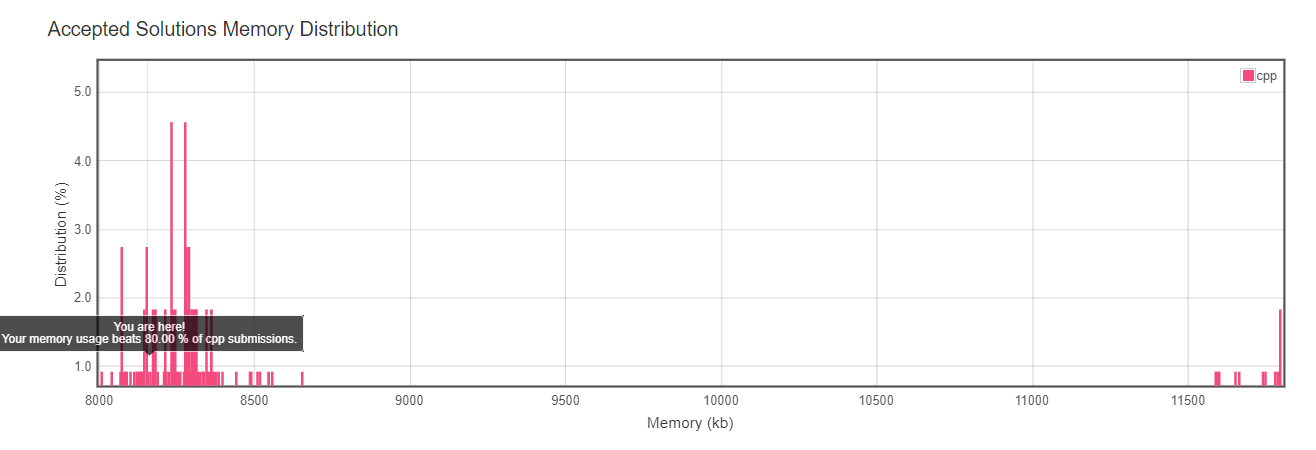 Accepted Solutions Memory Distribution
cpp
5.0
4.0
3.0
2.0
1.0
Distribution (%)
You are here!
Your memory usage beats 80.00 % of cpp submissions.
8000 8500 9000 9500 10000 10500 11000 11500
Memory (kb)